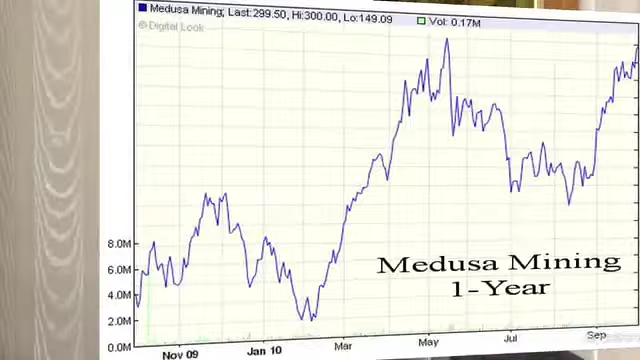 Medusa Mining; Last:299.50, Hi:300.00, Lo:149.09 Vol: 0.17M
© Digital Look
8.0M
6.0M
4.0M
2.0M
0.0M
Medusa Mining
1-Year
Nov 09 Jan 10 Mar May Jul Sep